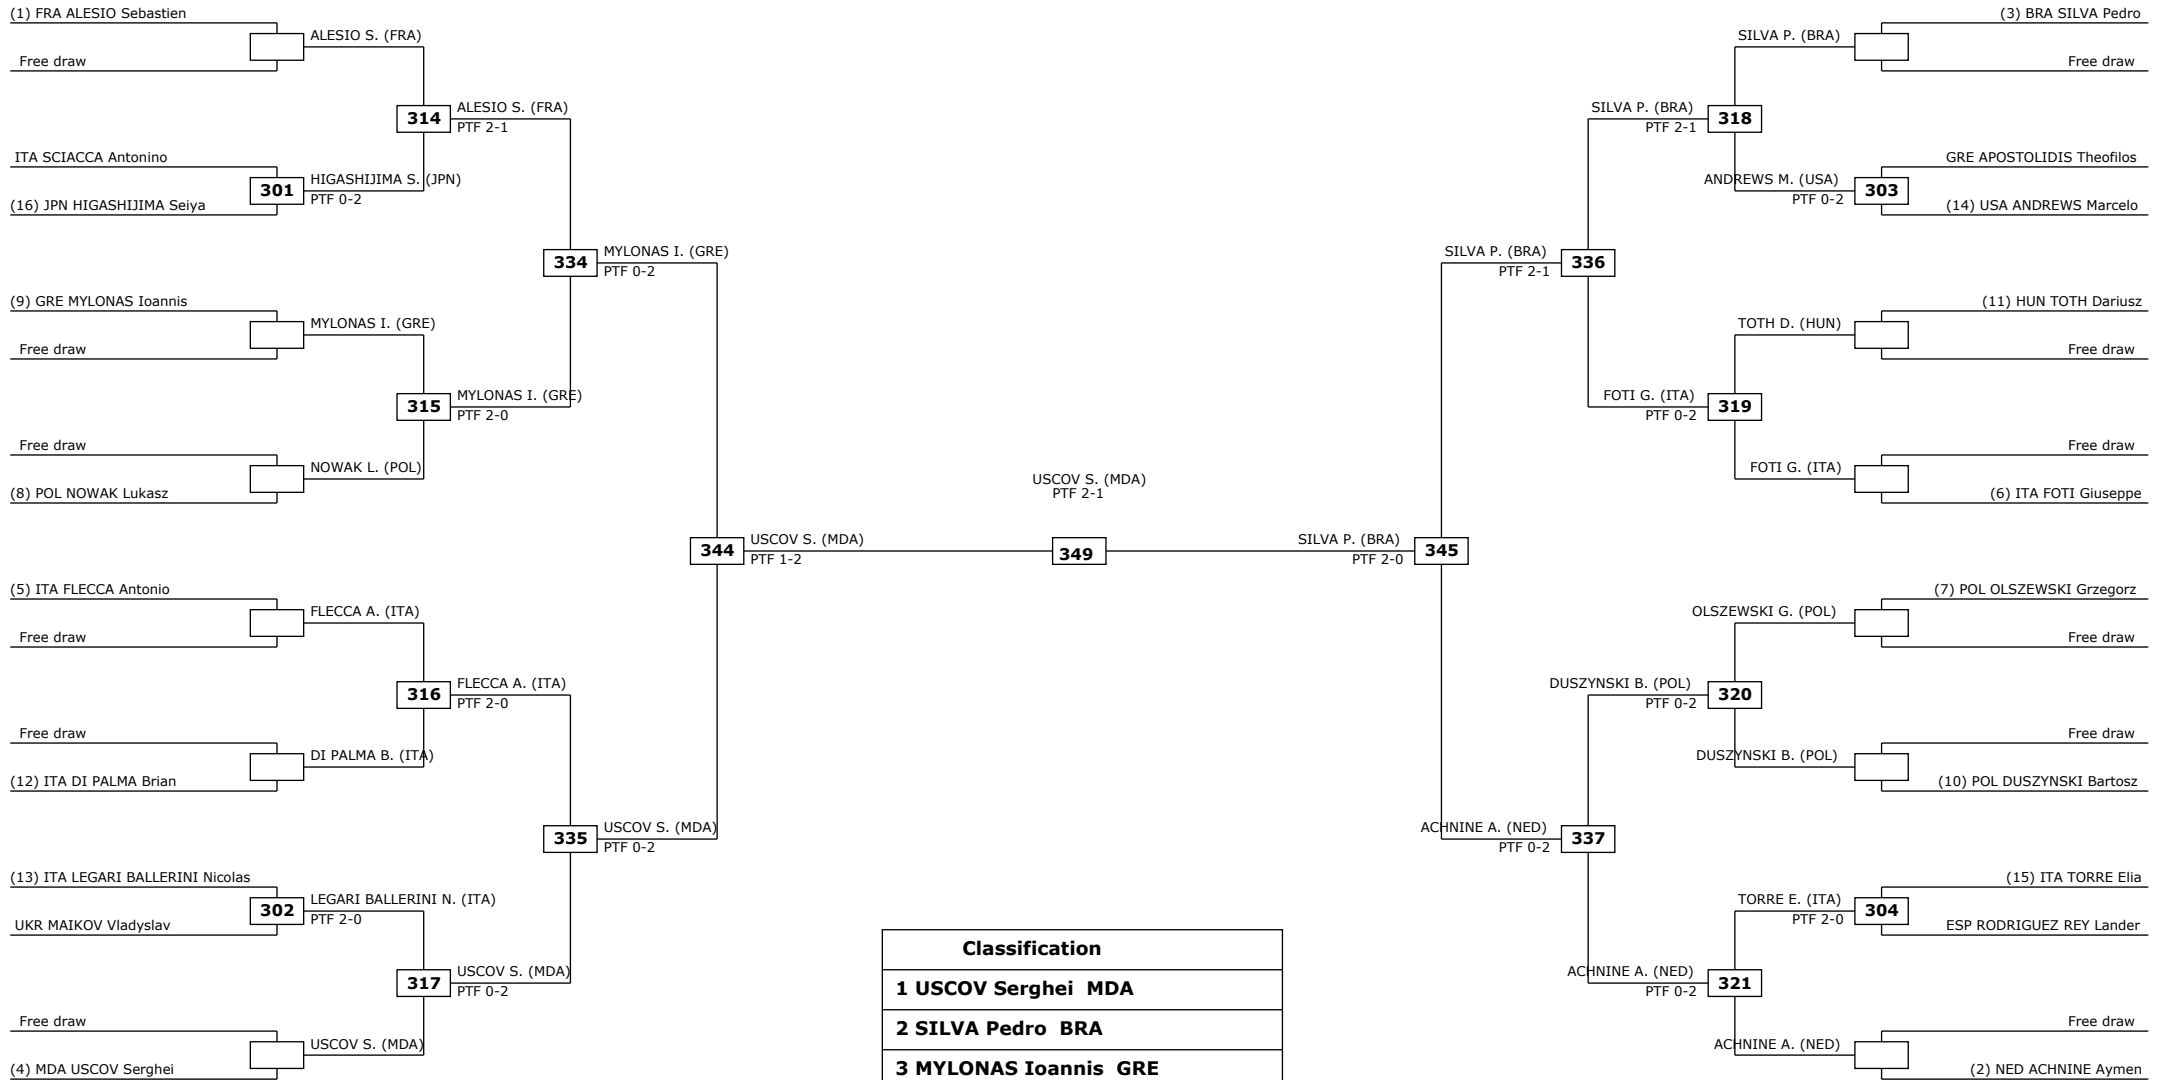 (1) FRA ALESIO Sebastien
ALESIO S. (FRA)
Free draw
314
ALESIO S. (FRA)
PTF 2-1
ITA SCIACCA Antonino
301
HIGASHIJIMA S. (JPN)
PTF 0-2
(16) JPN HIGASHIJIMA Seiya
334
MYLONAS I. (GRE)
PTF 0-2
(9) GRE MYLONAS Ioannis
MYLONAS I. (GRE)
Free draw
315
MYLONAS I. (GRE)
PTF 2-0
Free draw
NOWAK L. (POL)
(8) POL NOWAK Lukasz
344
USCOV S. (MDA)
PTF 1-2
(5) ITA FLECCA Antonio
FLECCA A. (ITA)
Free draw
316
FLECCA A. (ITA)
PTF 2-0
Free draw
DI PALMA B. (ITA)
(12) ITA DI PALMA Brian
335
USCOV S. (MDA)
PTF 0-2
(13) ITA LEGARI BALLERINI Nicolas
302
LEGARI BALLERINI N. (ITA)
PTF 2-0
UKR MAIKOV Vladyslav
317
USCOV S. (MDA)
PTF 0-2
Free draw
USCOV S. (MDA)
(4) MDA USCOV Serghei
USCOV S. (MDA)
PTF 2-1
349
(3) BRA SILVA Pedro
SILVA P. (BRA)
Free draw
SILVA P. (BRA)
PTF 2-1
318
GRE APOSTOLIDIS Theofilos
ANDREWS M. (USA)
PTF 0-2
303
(14) USA ANDREWS Marcelo
SILVA P. (BRA)
PTF 2-1
336
(11) HUN TOTH Dariusz
TOTH D. (HUN)
Free draw
FOTI G. (ITA)
PTF 0-2
319
Free draw
FOTI G. (ITA)
(6) ITA FOTI Giuseppe
SILVA P. (BRA)
PTF 2-0
345
(7) POL OLSZEWSKI Grzegorz
OLSZEWSKI G. (POL)
Free draw
DUSZYNSKI B. (POL)
PTF 0-2
320
Free draw
DUSZYNSKI B. (POL)
(10) POL DUSZYNSKI Bartosz
ACHNINE A. (NED)
PTF 0-2
337
(15) ITA TORRE Elia
TORRE E. (ITA)
PTF 2-0
304
ESP RODRIGUEZ REY Lander
ACHNINE A. (NED)
PTF 0-2
321
Free draw
ACHNINE A. (NED)
(2) NED ACHNINE Aymen
Classification
1 USCOV Serghei MDA
2 SILVA Pedro BRA
3 MYLONAS Ioannis GRE